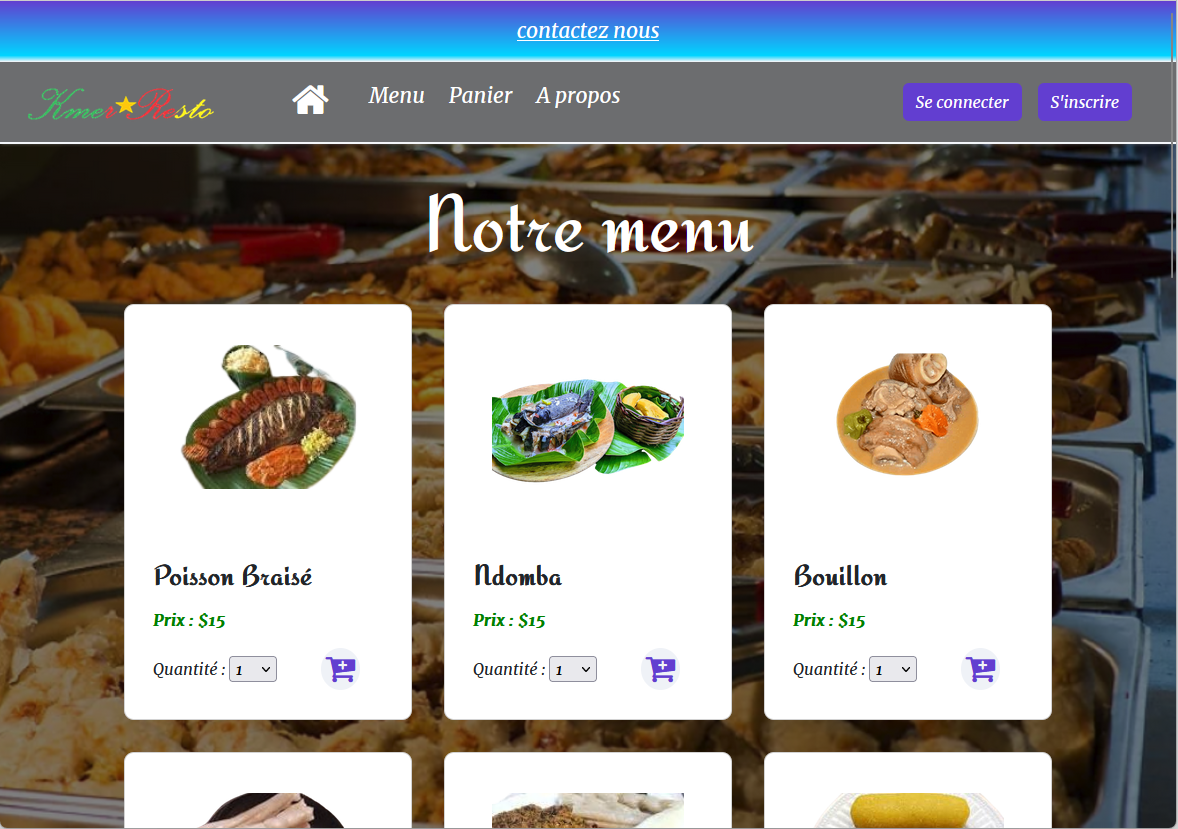 contactez nous
Kmer Resto
Menu Panier A propos
Se connecter S'inscrire
Notre menu
Poisson Braisé
Prix : $15
Quantité : 1
Ndomba
Prix : $15
Quantité : 1
Bouillon
Prix : $15
Quantité : 1